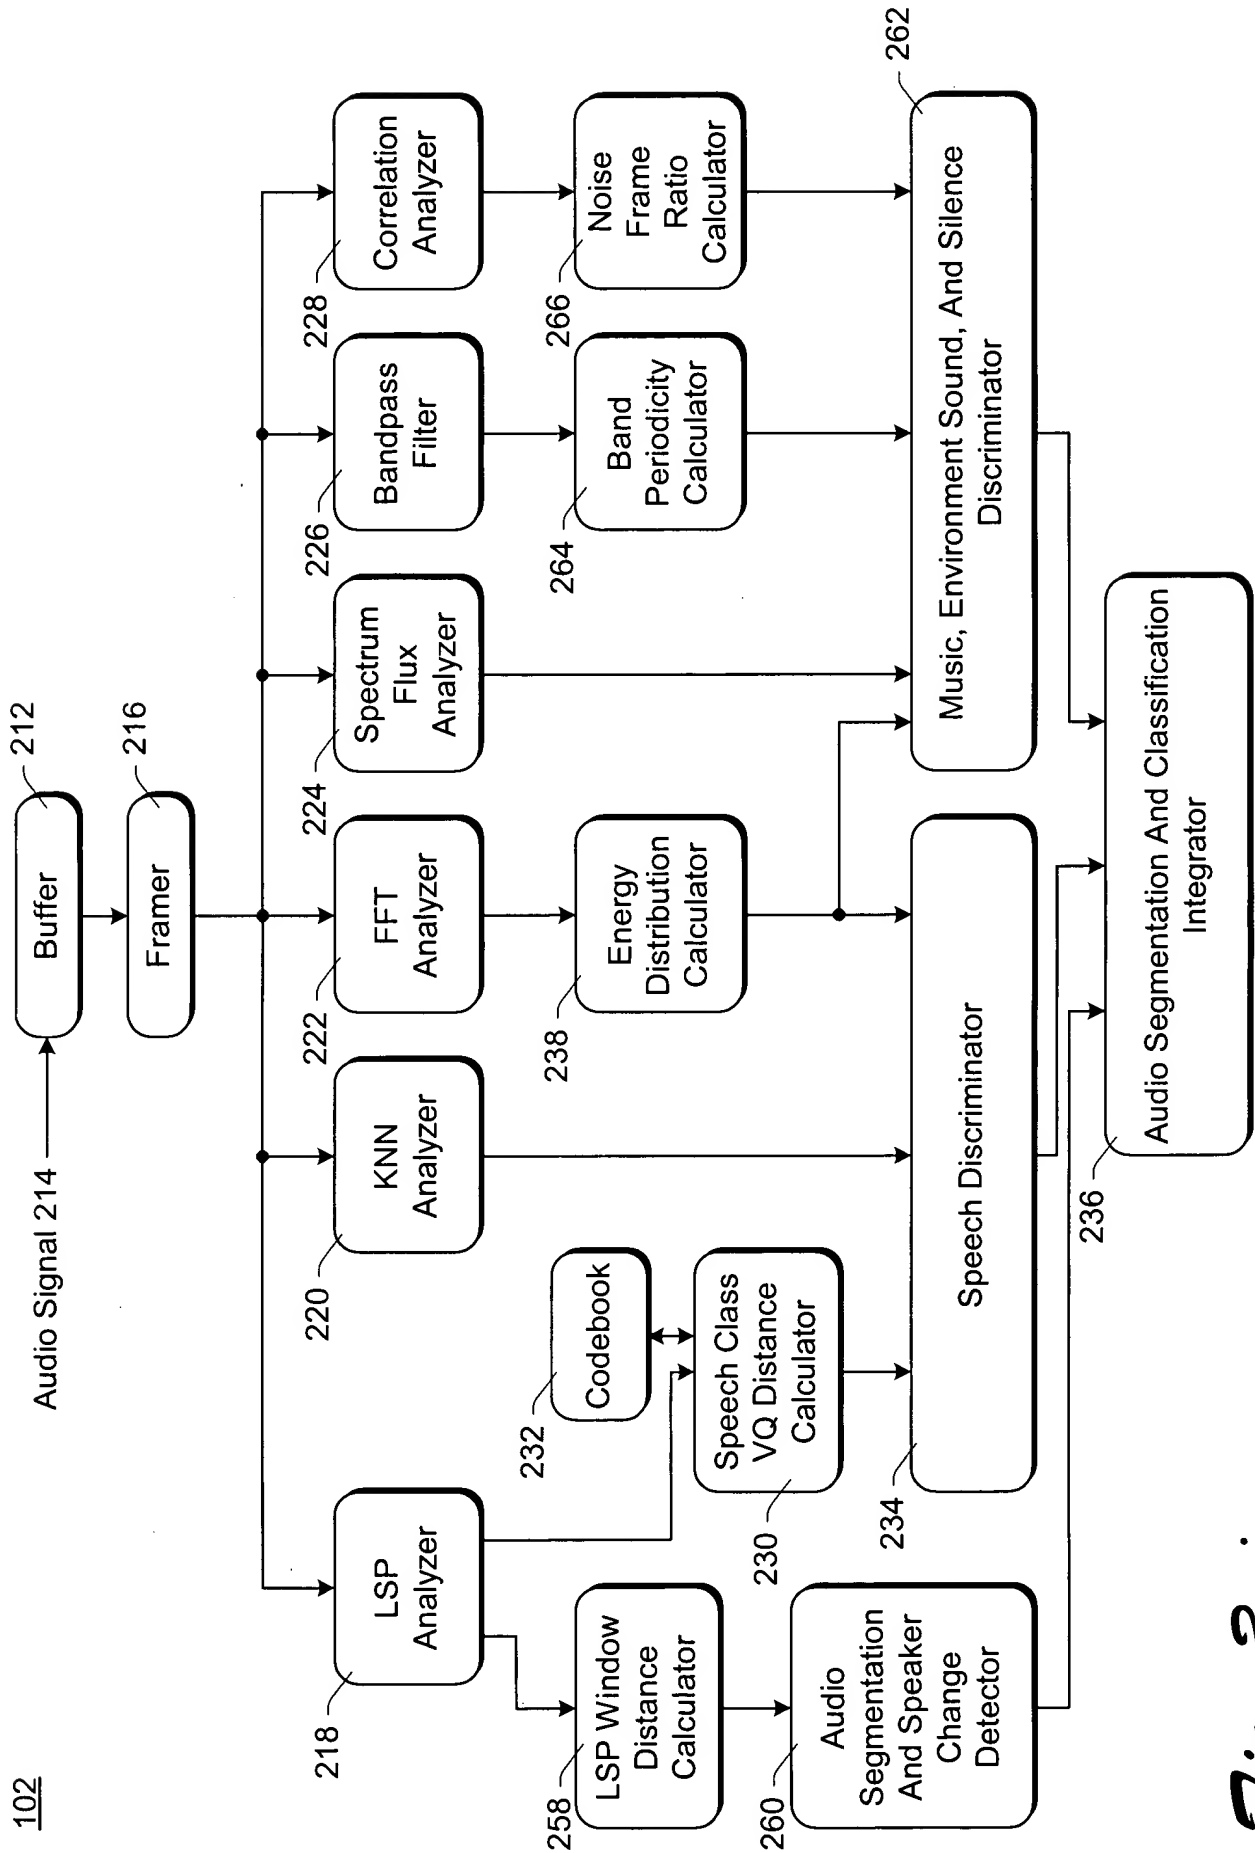 102
Audio Signal 214
Buffer
212
Framer
216
LSP
Analyzer
218
KNN
Analyzer
220
FFT
Analyzer
222
Spectrum
Flux
Analyzer
224
Bandpass
Filter
226
Correlation
Analyzer
228
LSP Window
Distance
Calculator
258
Codebook
232
Energy
Distribution
Calculator
238
Band
Periodicity
Calculator
264
Noise
Frame
Ratio
Calculator
266
Speech Class
VQ Distance
Calculator
230
Audio
Segmentation
And Speaker
Change
Detector
260
Speech Discriminator
234
Music, Environment Sound, And Silence
Discriminator
262
Audio Segmentation And Classification
Integrator
236